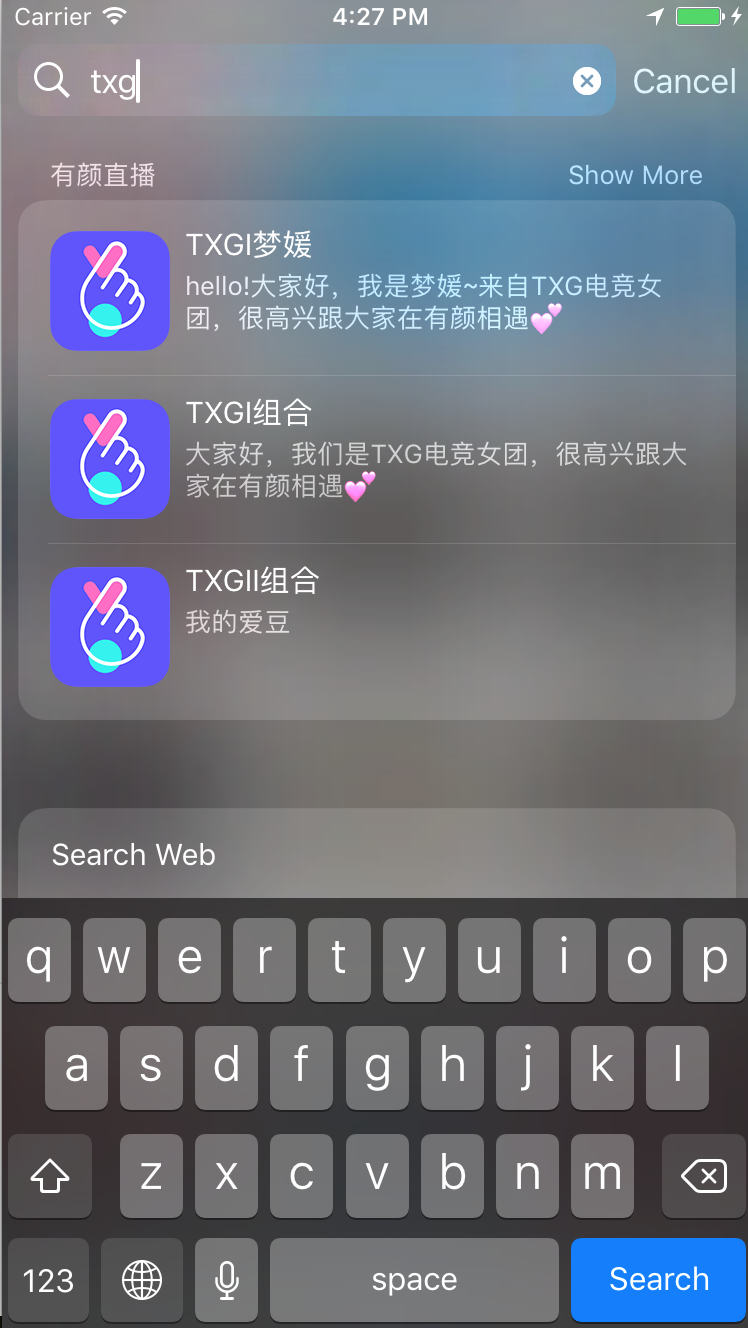 Carrier 4:27 PM
txg Cancel
有颜直播 Show More
TXGI梦媛
hello!大家好，我是梦媛~来自TXG电竞女
团，很高兴跟大家在有颜相遇💕
TXGI组合
大家好，我们是TXG电竞女团，很高兴跟大
家在有颜相遇💕
TXGII组合
我的爱豆
Search Web
q w e r t y u i o p
a s d f g h j k l
z x c v b n m
123 space Search